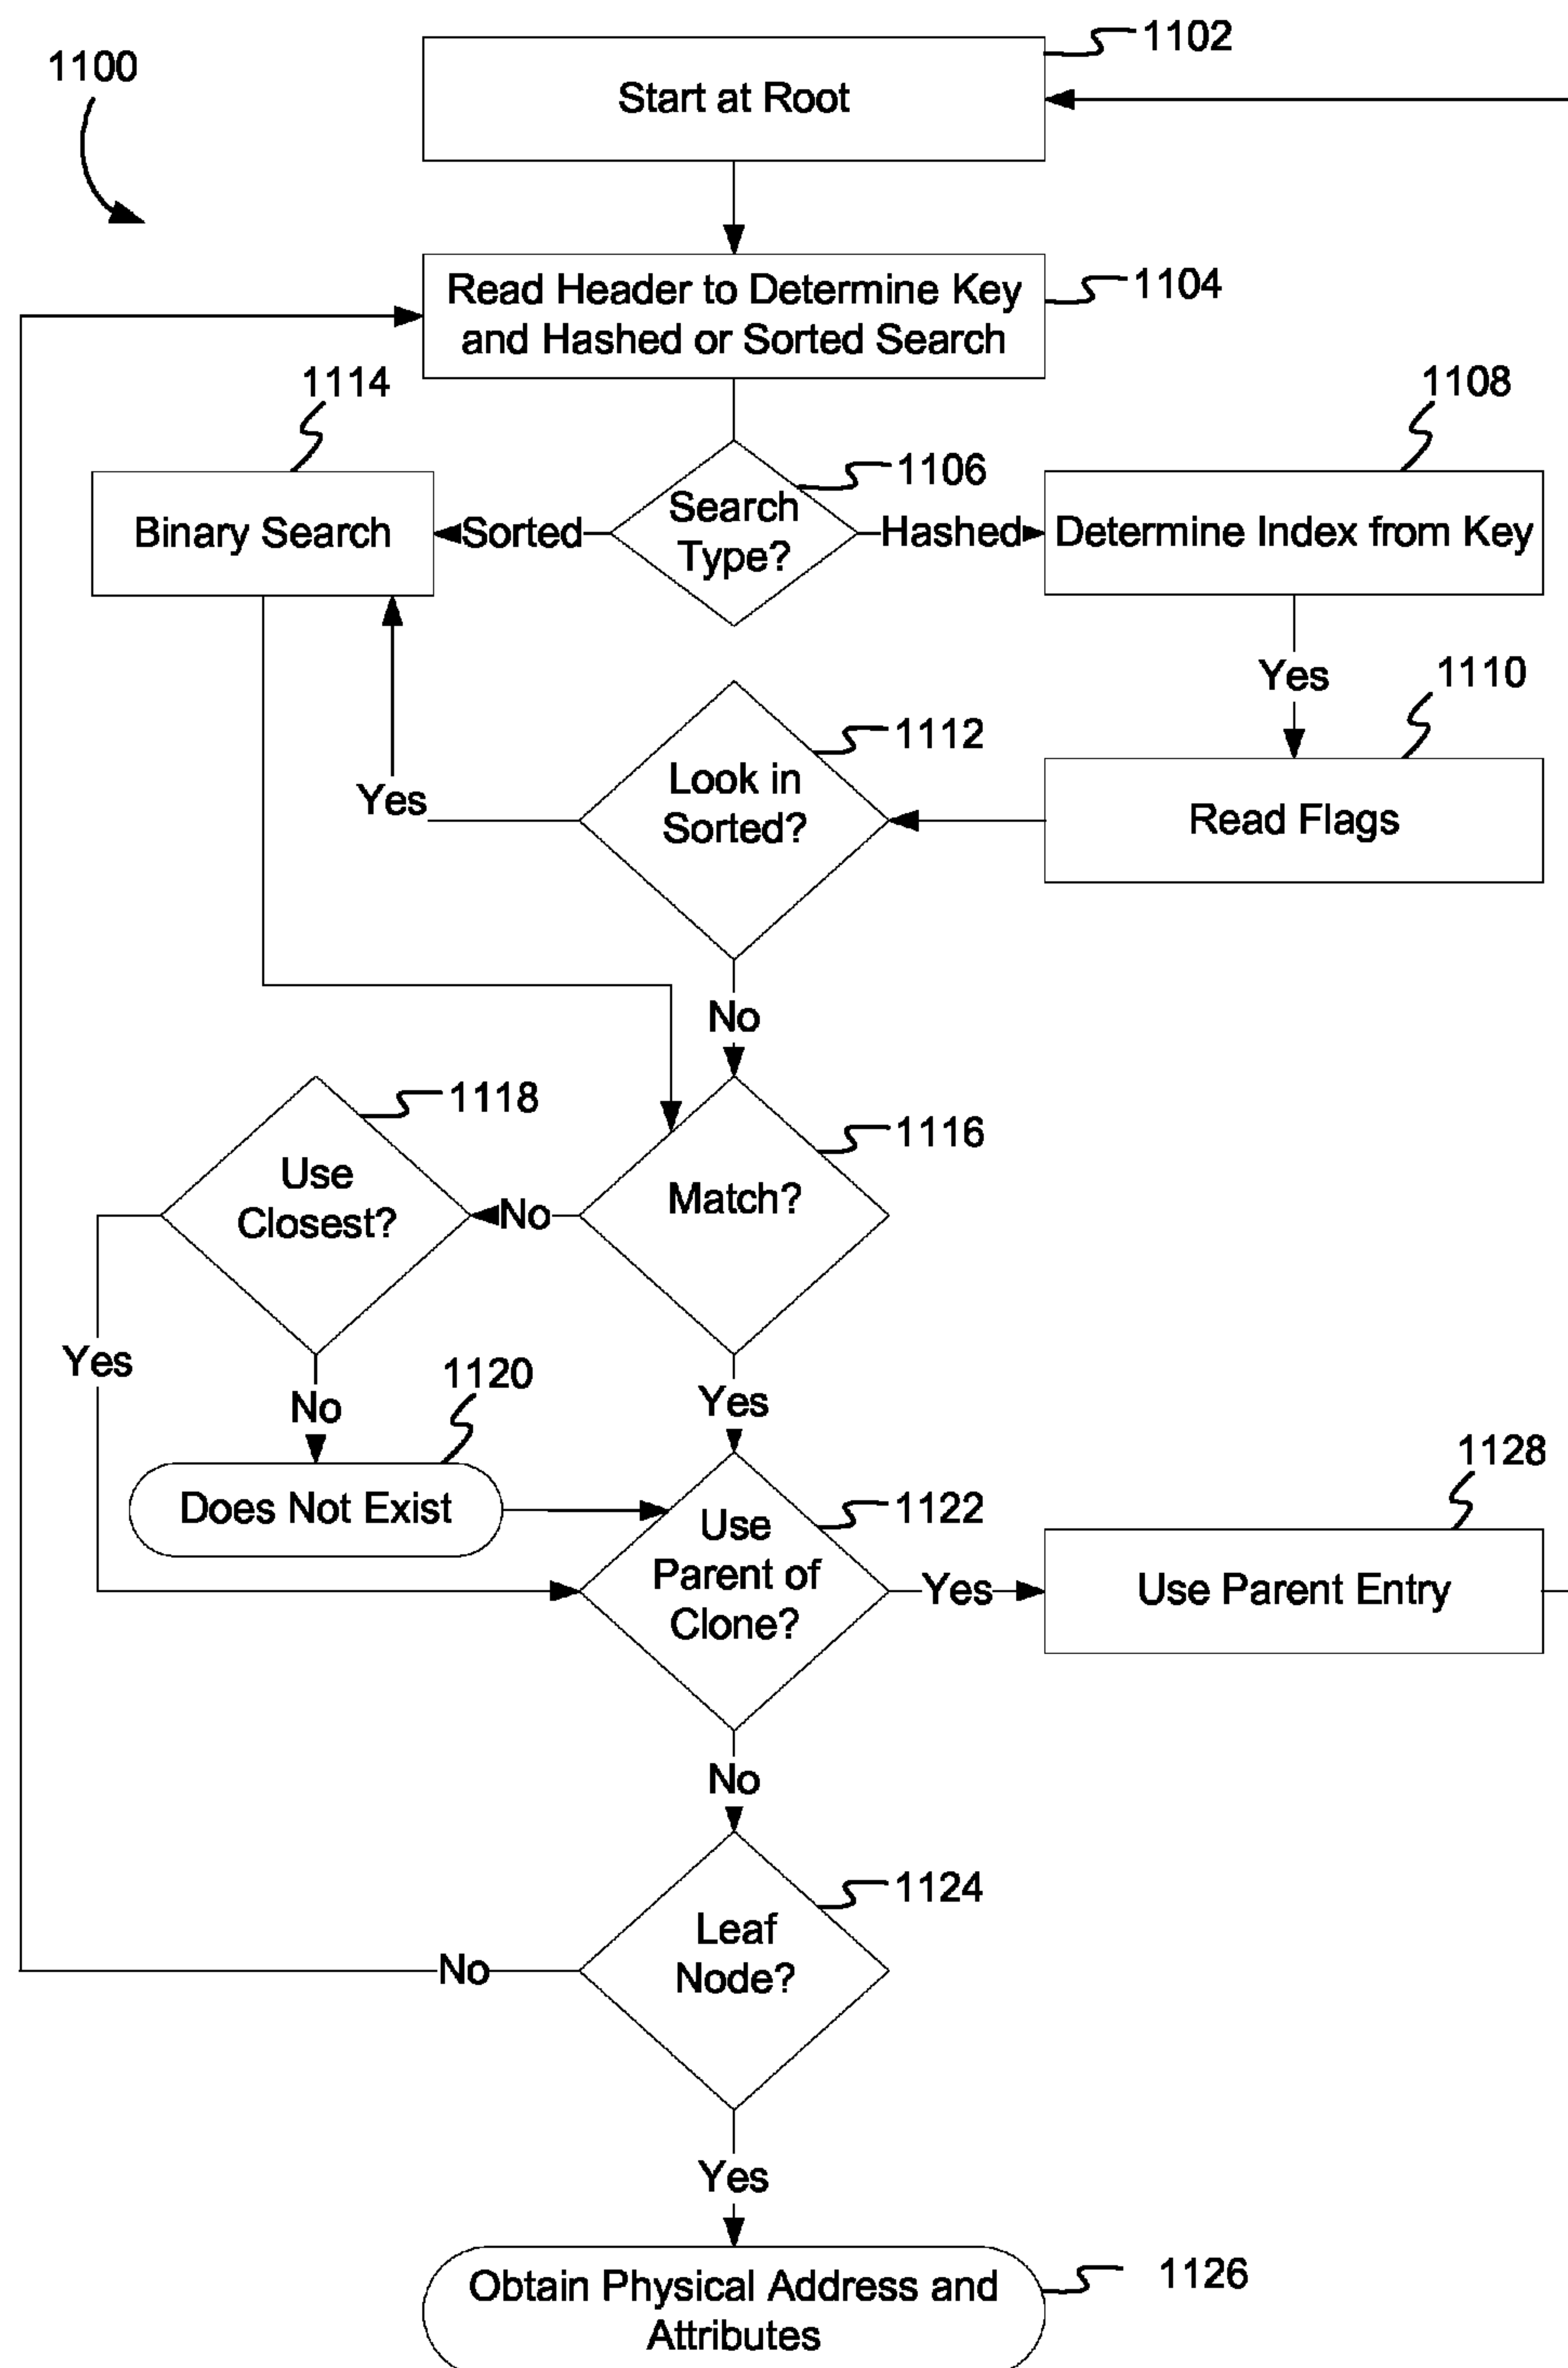 1100
1102
Start at Root
Read Header to Determine Key
and Hashed or Sorted Search
1104
1114
1108
Binary Search
Sorted
1106
Search
Type?
Hashed
Determine Index from Key
Yes
1110
1112
Look in
Sorted?
Yes
Read Flags
No
1118
Use
Closest?
No
1116
Match?
Yes
No
1120
Yes
Does Not Exist
1122
Use
Parent of
Clone?
Yes
1128
Use Parent Entry
No
1124
Leaf
Node?
No
Yes
Obtain Physical Address and
Attributes
1126